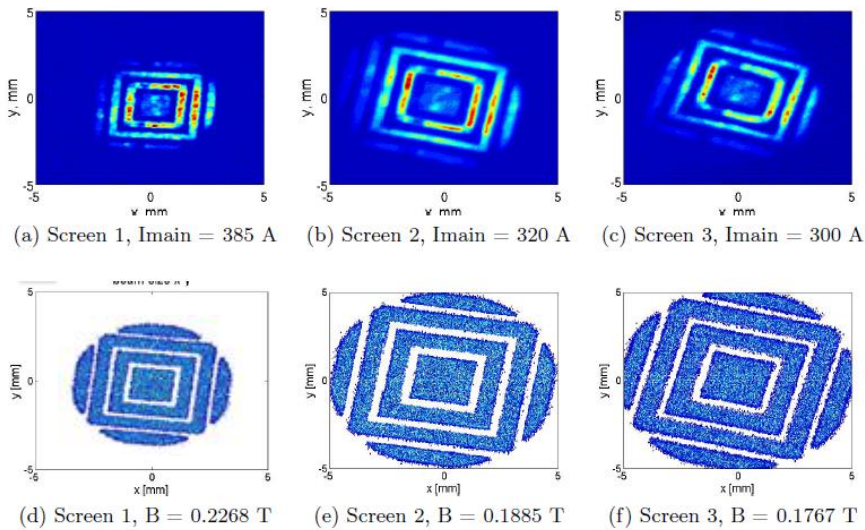 5
y, mm
0
-5
-5 0 5
x, mm
5
y, mm
0
-5
-5 0 5
x, mm
5
y, mm
0
-5
-5 0 5
x, mm
(a) Screen 1, Imain = 385 A
(b) Screen 2, Imain = 320 A
(c) Screen 3, Imain = 300 A
5
y [mm]
0
-5
-5 0 5
x [mm]
5
y [mm]
0
-5
-5 0 5
x [mm]
5
y [mm]
0
-5
-5 0 5
x [mm]
(d) Screen 1, B = 0.2268 T
(e) Screen 2, B = 0.1885 T
(f) Screen 3, B = 0.1767 T